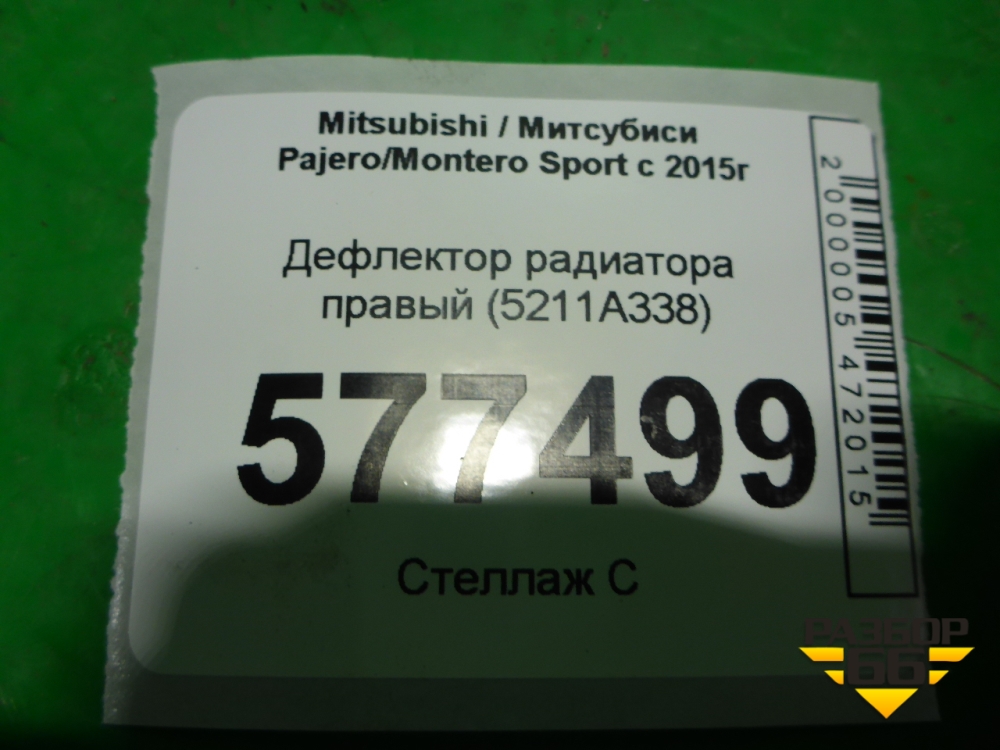 Mitsubishi / Митсубиси
Pajero/Montero Sport с 2015г
Дефлектор радиатора
правый (5211A338)
577499
Стеллаж С
2000005472015
РАЗБОР
66